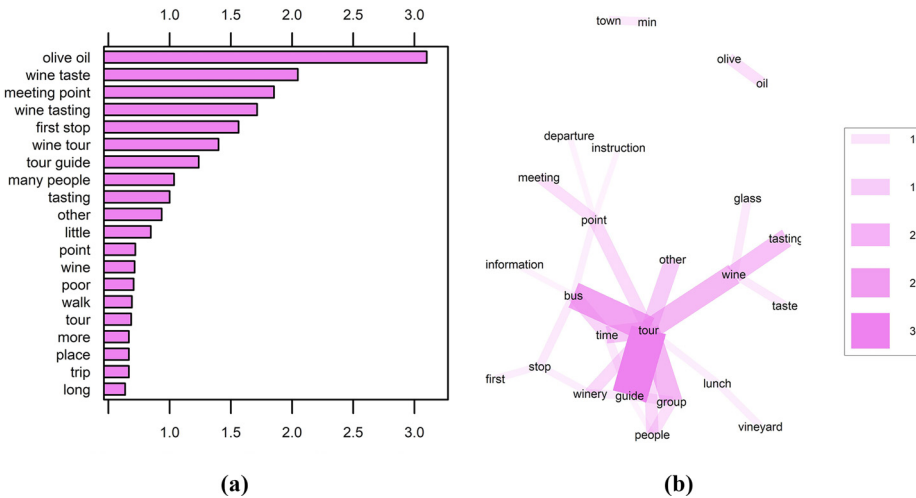 1.0 1.5 2.0 2.5 3.0
olive oil
wine taste
meeting point
wine tasting
first stop
wine tour
tour guide
many people
tasting
other
little
point
wine
poor
walk
tour
more
place
trip
long
1.0 1.5 2.0 2.5 3.0
(a)
town min
olive
oil
departure
instruction
meeting
glass
point
tasting
other
information
wine
bus
taste
tour
time
stop
first
lunch
winery guide group
vineyard
people
1
1
2
2
3
(b)